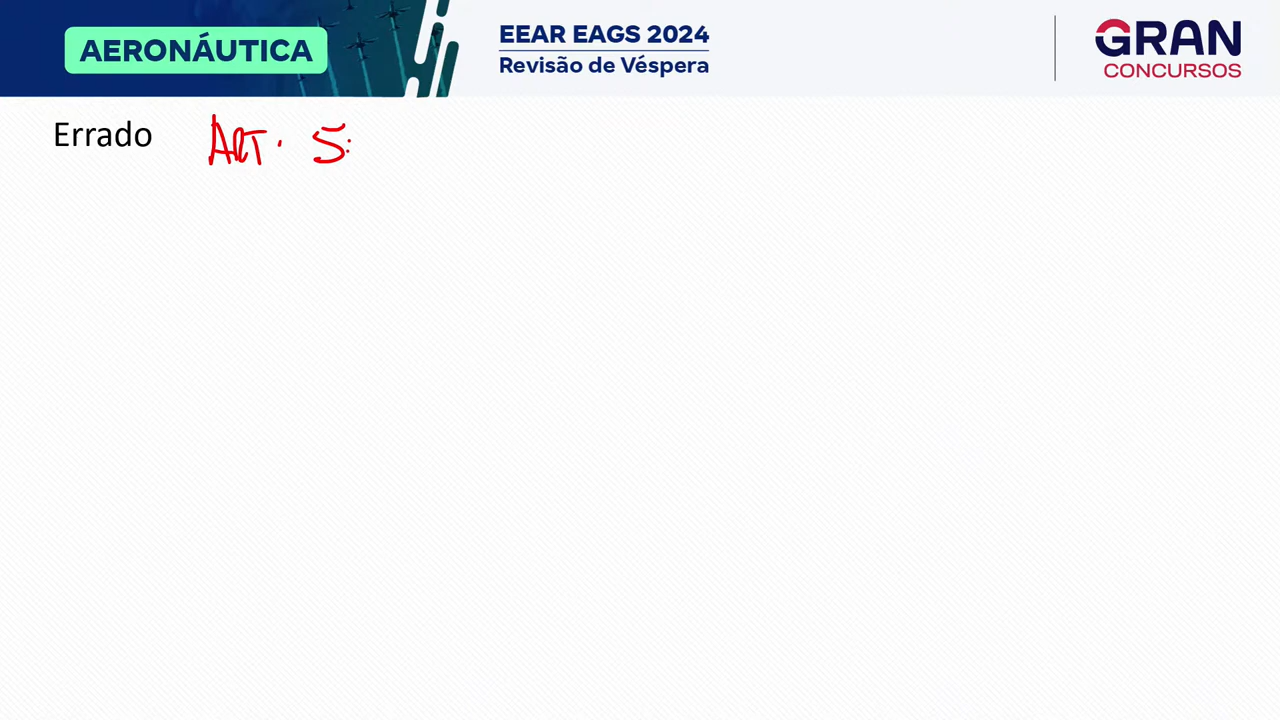 AERONÁUTICA
EEAR EAGS 2024
Revisão de Véspera
GRAN
CONCURSOS
Errado ART. 5: